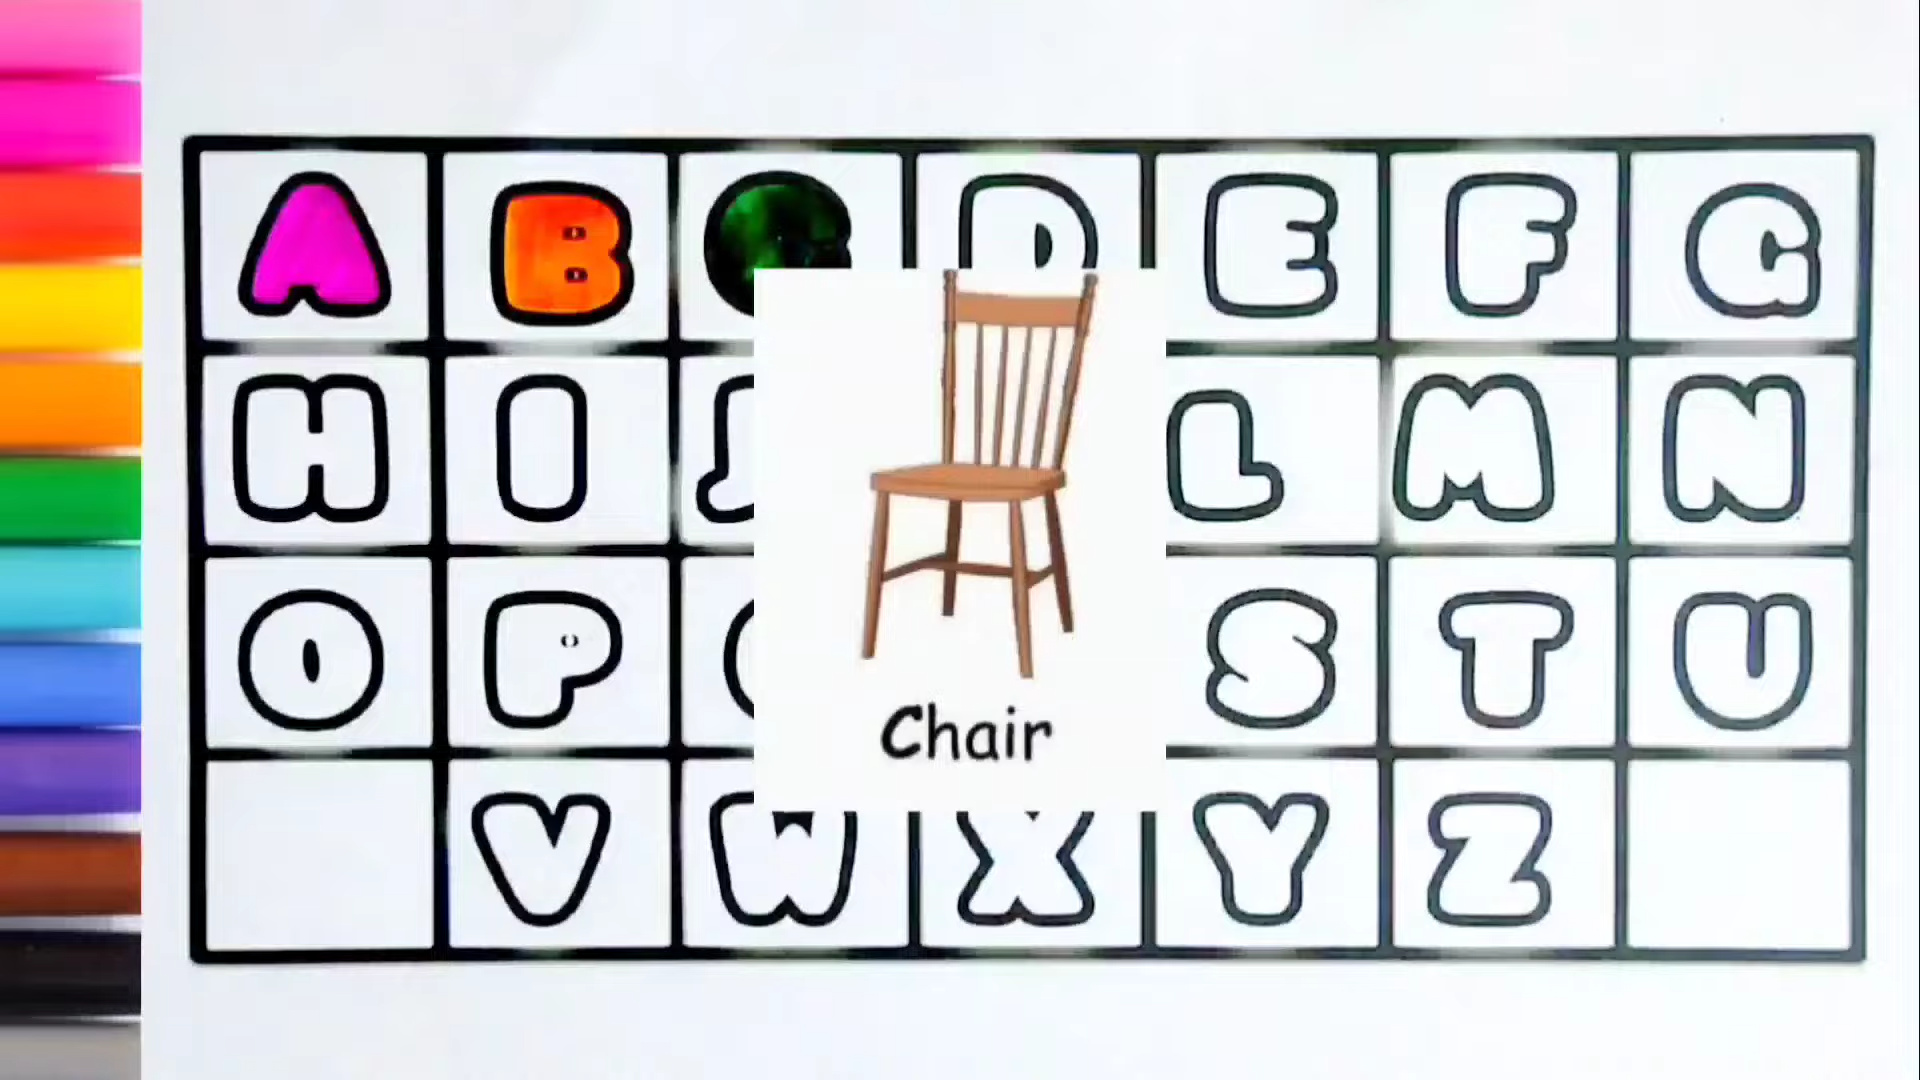 A B C D E F G
H I J L M N
O P S T U
V W X Y Z
Chair